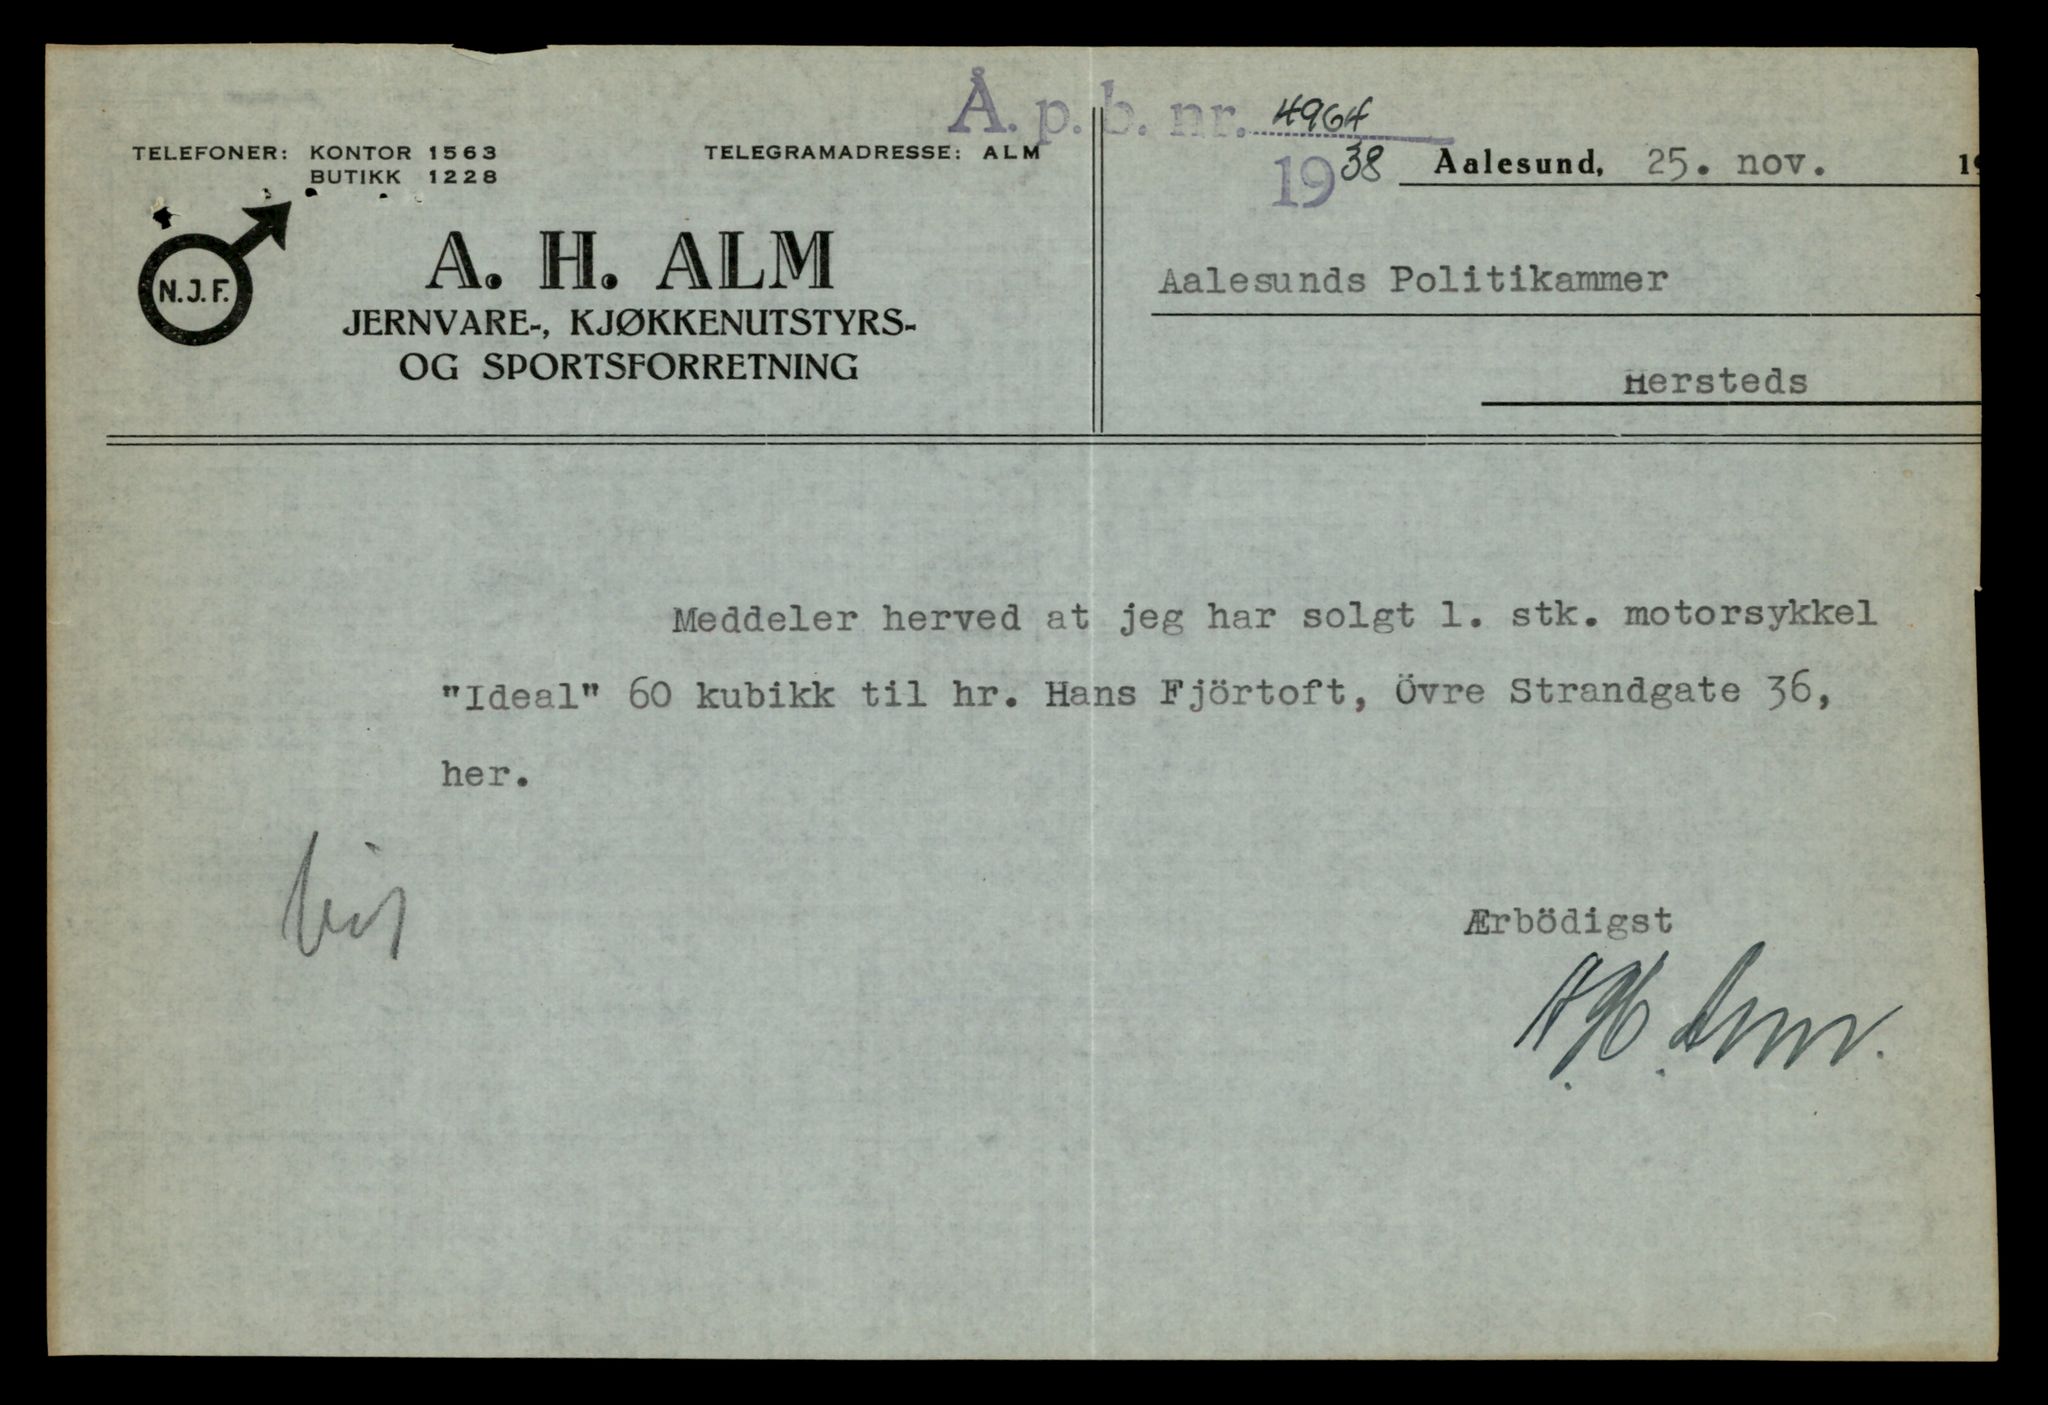 Å. p. b. nr. 4964
1938
TELEFONER: KONTOR 1563
BUTIKK 1228
TELEGRAMADRESSE: ALM
Aalesund, 25. nov. 19
N.J.F.
A. H. ALM
JERNVARE-, KJØKKENUTSTYRS-
OG SPORTSFORRETNING
Aalesunds Politikammer
Hersteds
Meddeler herved at jeg har solgt 1. stk. motorsykkel
"Ideal" 60 kubikk til hr. Hans Fjörtoft, Övre Strandgate 36,
her.
Ærbödigst
A.H. Alm.